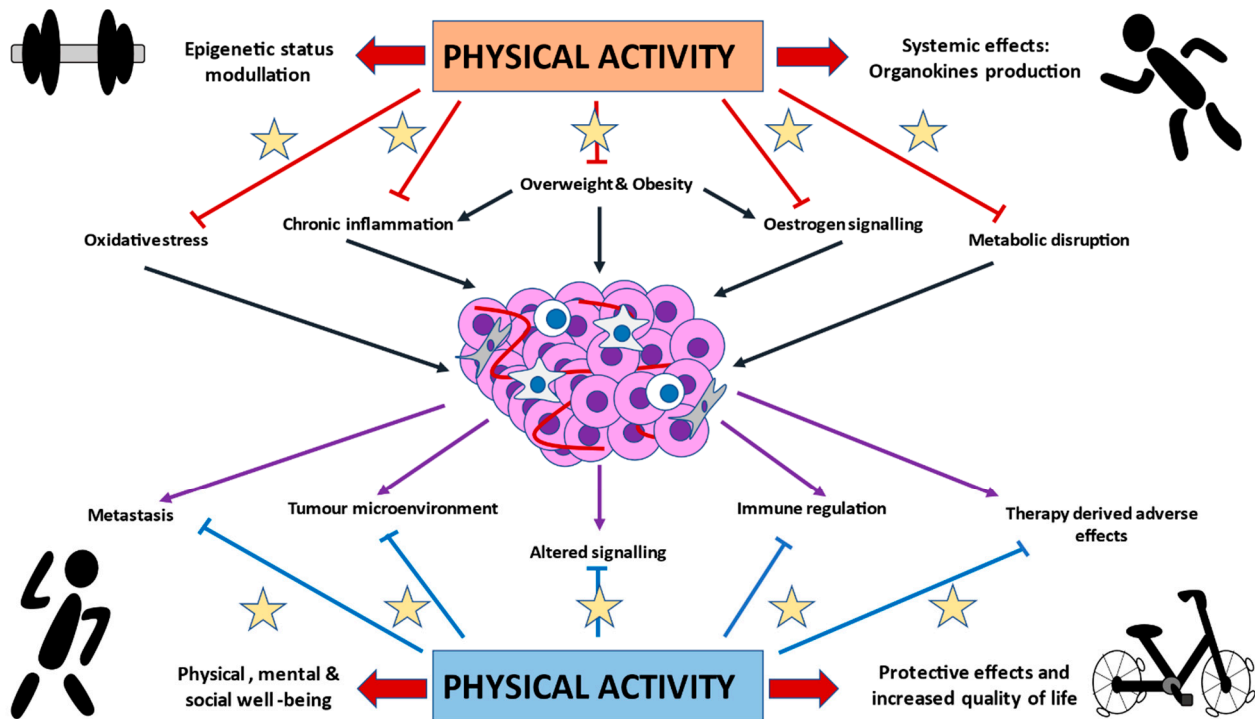 Epigenetic status
modullation
PHYSICAL ACTIVITY
Systemic effects:
Organokines production
Overweight & Obesity
Chronic inflammation
Oestrogen signalling
Oxidative stress
Metabolic disruption
Metastasis
Tumour microenvironment
Immune regulation
Therapy derived adverse
effects
Altered signalling
Physical, mental &
social well-being
PHYSICAL ACTIVITY
Protective effects and
increased quality of life